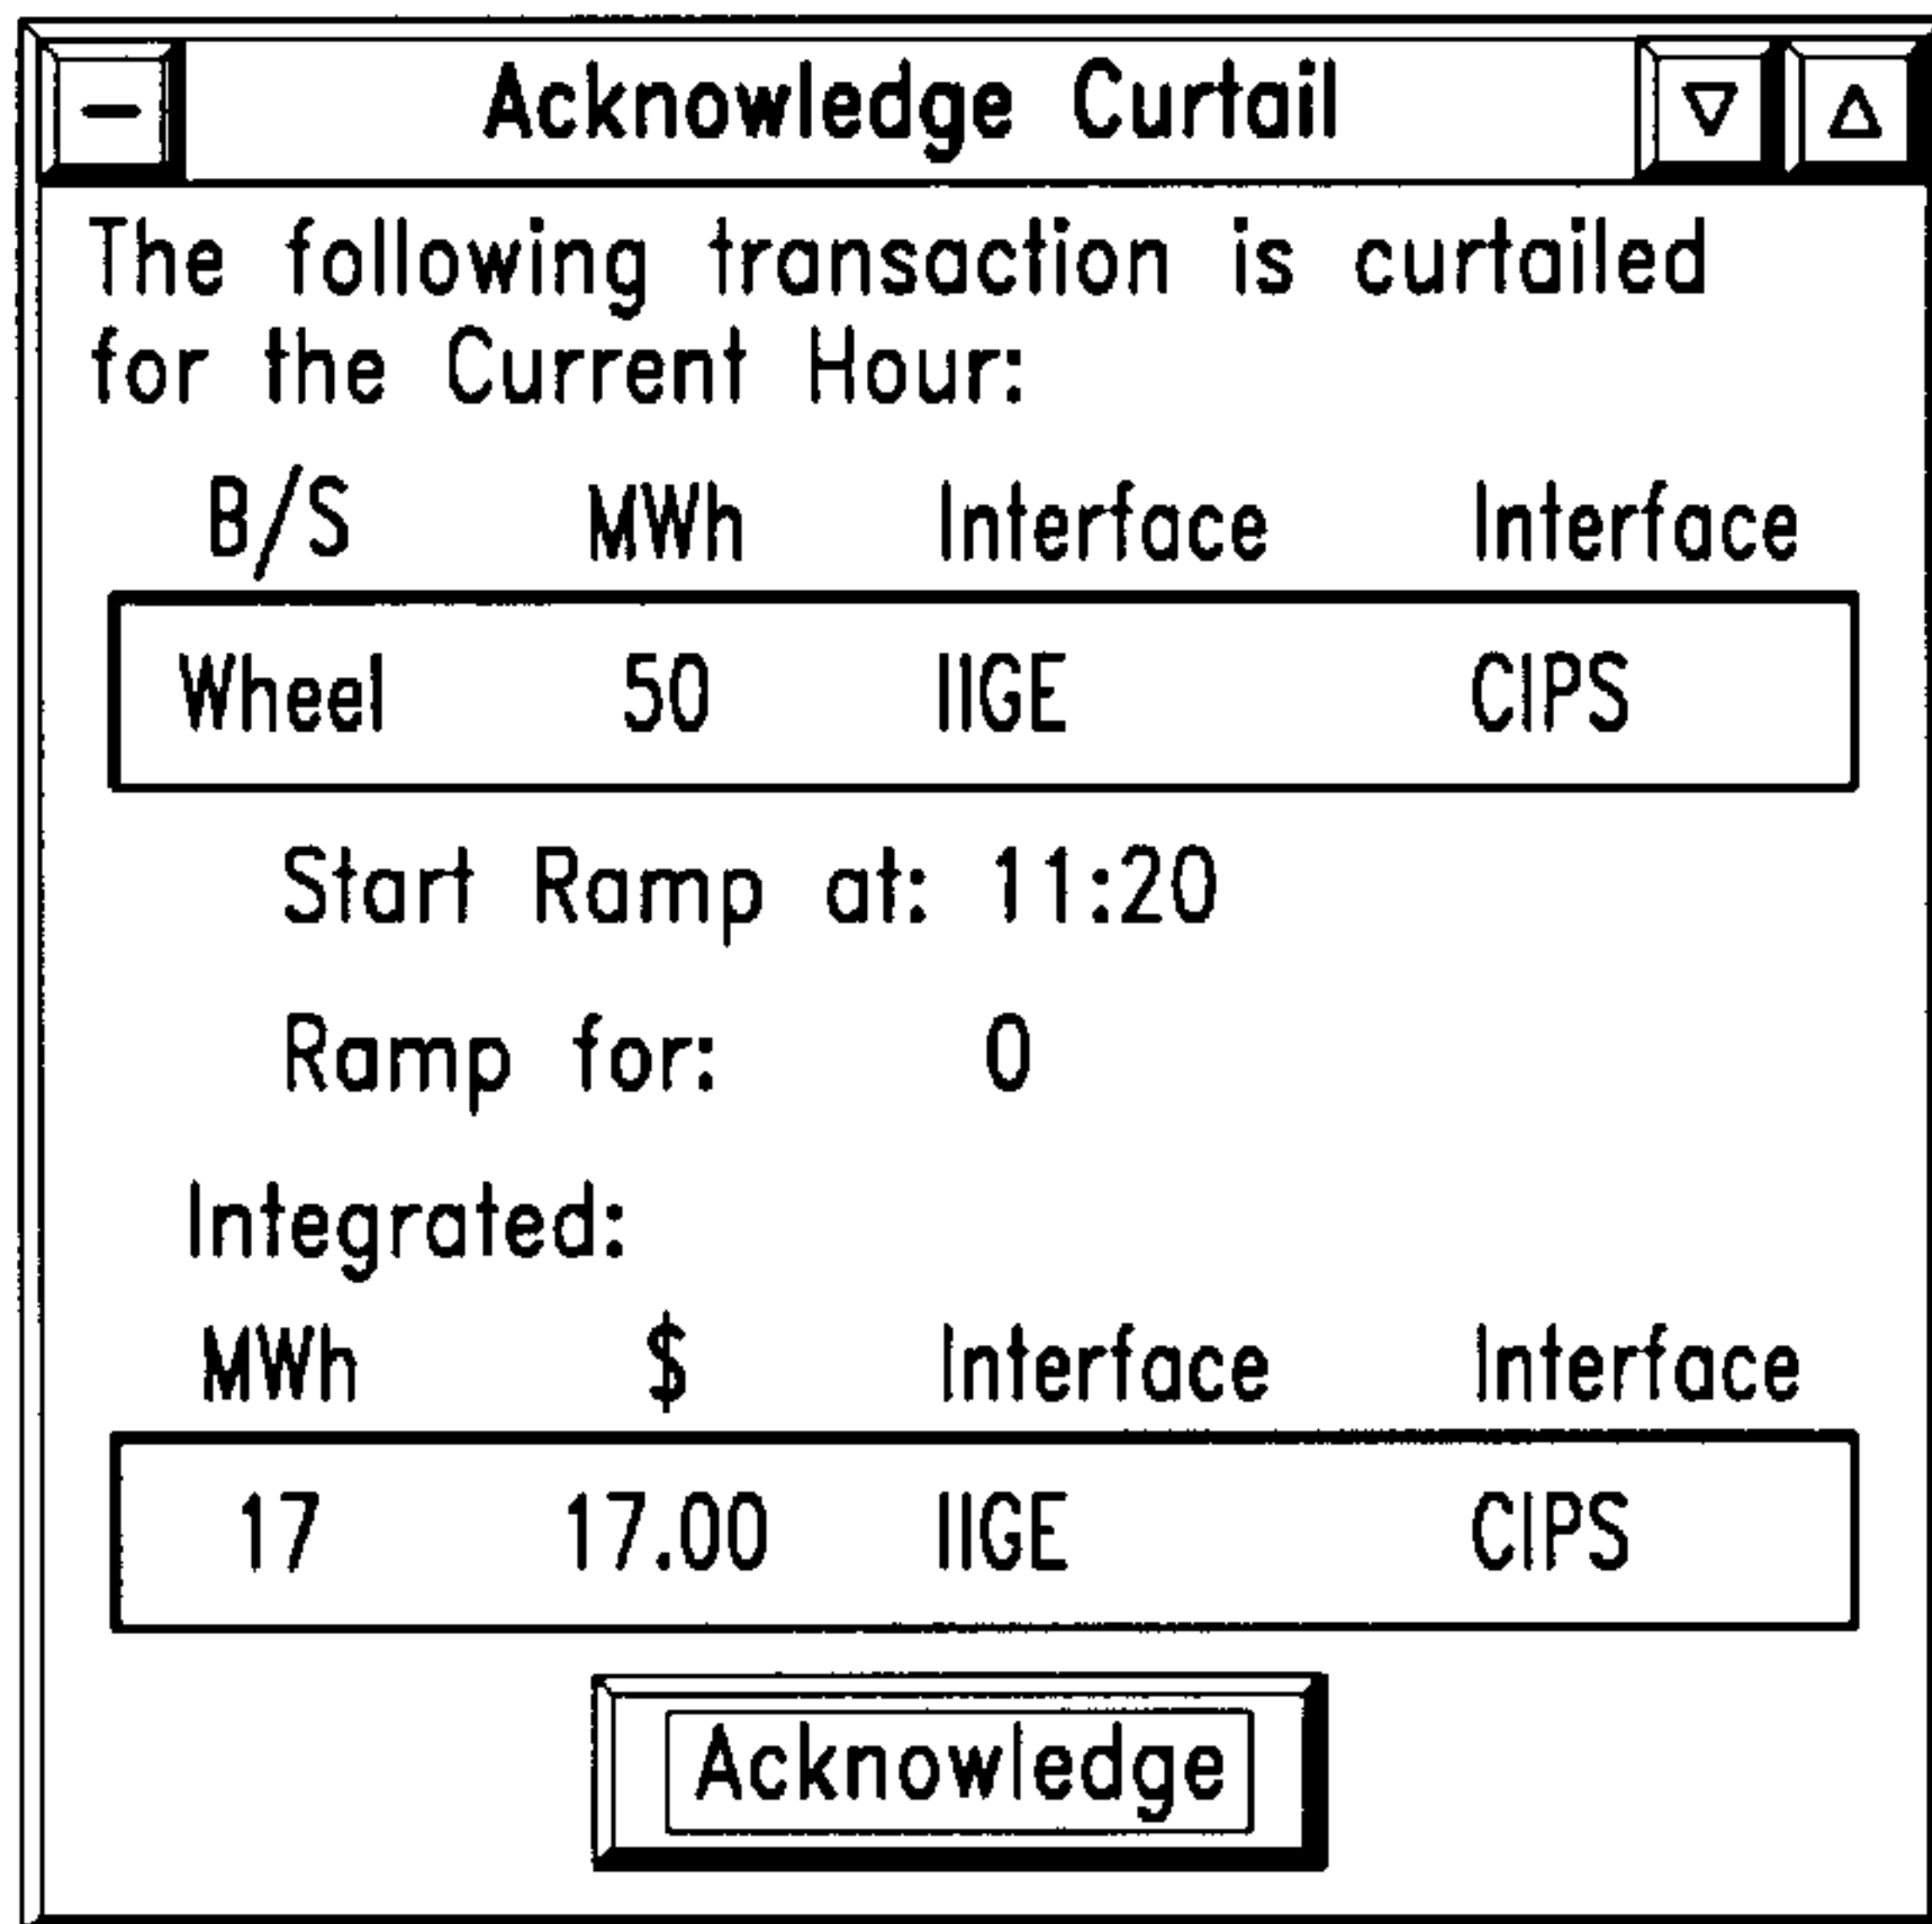 Acknowledge Curtail
The following transaction is curtailed
for the Current Hour:
B/S MWh Interface Interface
Wheel 50 IIGE CIPS
Start Ramp at: 11:20
Ramp for: 0
Integrated:
MWh $ Interface Interface
17 17.00 IIGE CIPS
Acknowledge